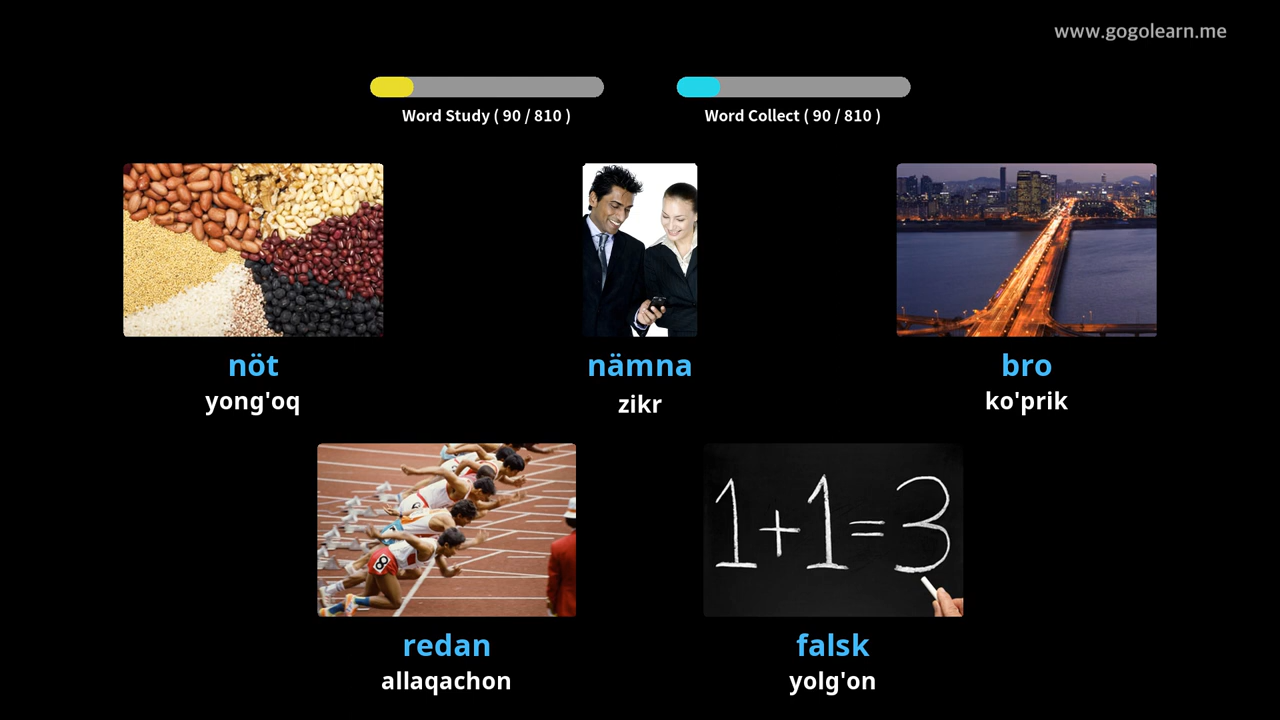 www.gogolearn.me
Word Study ( 90 / 810 )
Word Collect ( 90 / 810 )
nöt
yong'oq
nämna
zikr
bro
ko'prik
8
1+1=3
redan
allaqachon
falsk
yolg'on